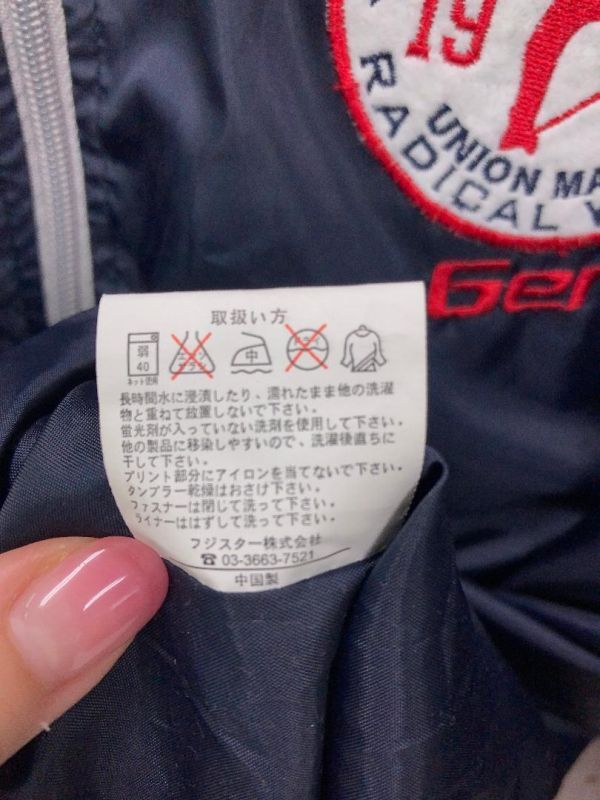 19
UNION MA
RADICAL
Ger
取扱い方
弱
40
ネット使用
エンソ
サラシ
中
ドライ
長時間水に浸漬したり、濡れたまま他の洗濯
物と重ねて放置しないで下さい。
蛍光剤が入っていない洗剤を使用して下さい。
他の製品に移染しやすいので、洗濯後直ちに
干して下さい。
プリント部分にアイロンを当てないで下さい。
タンブラー乾燥はおさけ下さい。
ファスナーは閉じて洗って下さい。
ライナーははずして洗って下さい。
フジスター株式会社
☎03-3663-7521
中国製